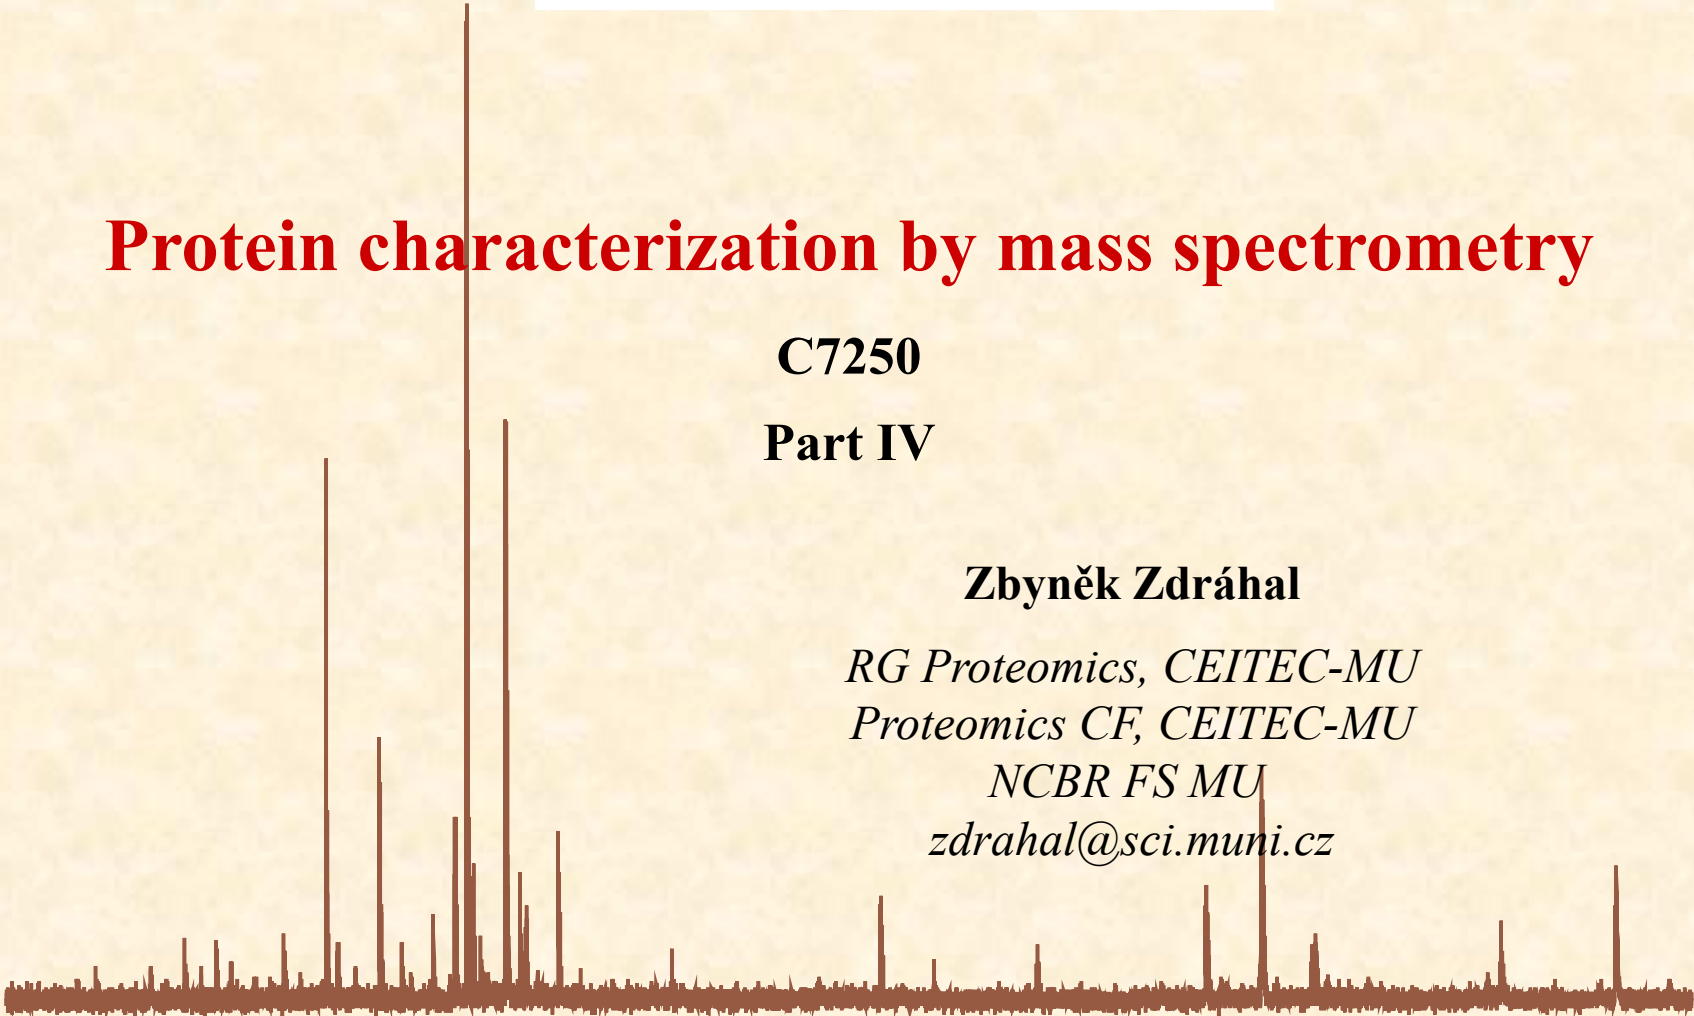 Protein characterization by mass spectrometry
C7250
Part IV
Zbyněk Zdráhal
RG Proteomics, CEITEC-MU
Proteomics CF, CEITEC-MU
NCBR FS MU
zdrahal@sci.muni.cz